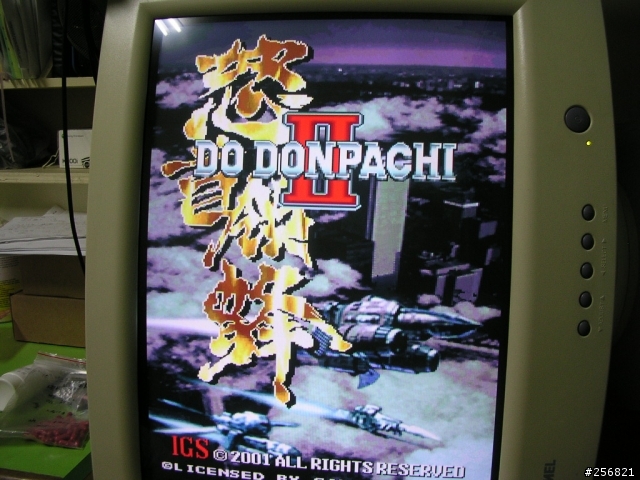 怒首領蜂
II
DO DONPACHI
IGS © 2001 ALL RIGHTS RESERVED
©LICENSED BY
#256821